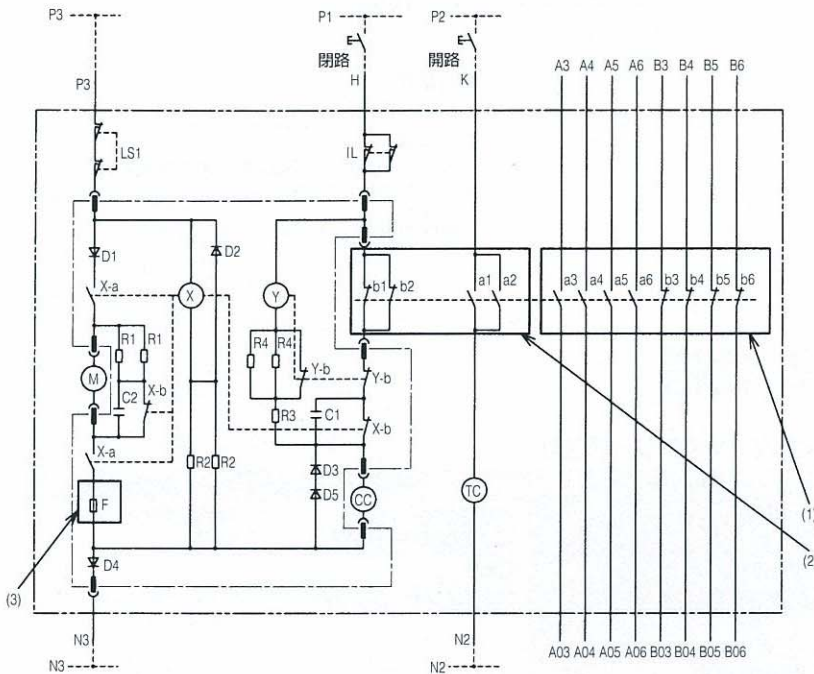 P3
P1
P2
閉路
開路
P3
H
K
A3 A4 A5 A6 B3 B4 B5 B6
LS1
IL
D1
D2
X-a
X
Y
b1
b2
a1
a2
a3
a4
a5
a6
b3
b4
b5
b6
R1
R1
R4
R4
Y-b
Y-b
M
X-b
C2
R3
C1
X-b
X-a
R2
R2
D3
F
D5
CC
TC
D4
(1)
(2)
(3)
N3
N2
A03 A04 A05 A06 B03 B04 B05 B06
N3
N2